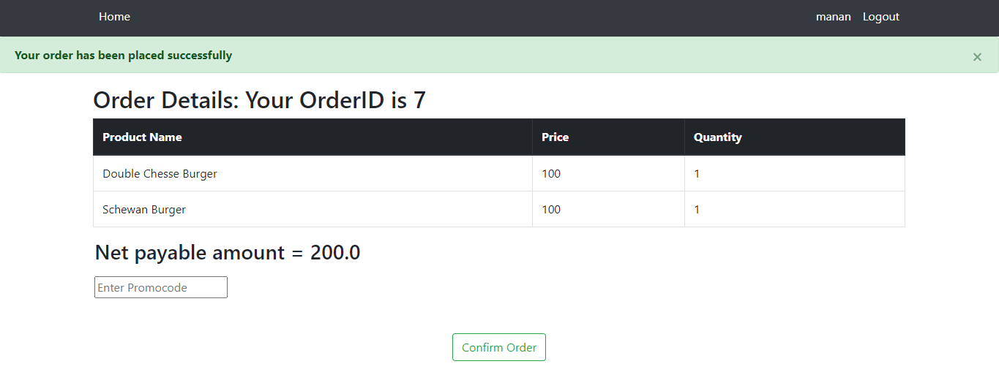 Home manan Logout
Your order has been placed successfully ×
Order Details: Your OrderID is 7
Product Name Price Quantity
Double Chesse Burger 100 1
Schewan Burger 100 1
Net payable amount = 200.0
Enter Promocode
Confirm Order